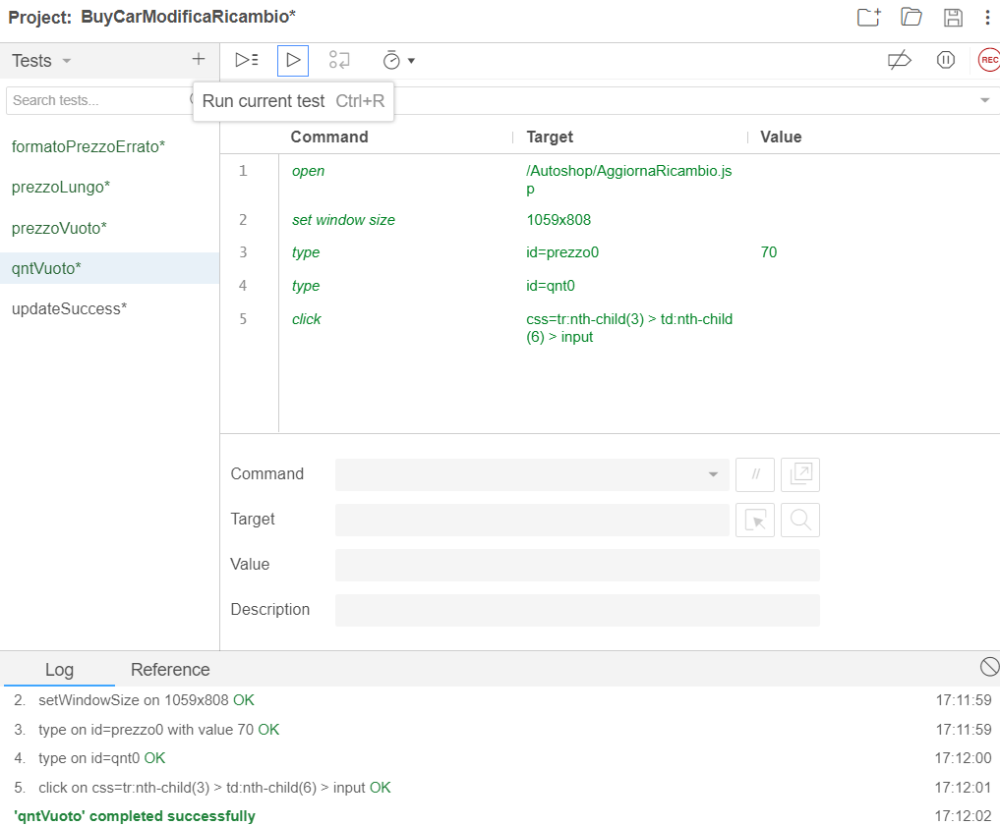 Project: BuyCarModificaRicambio*
Tests
REC
Search tests...
Run current test Ctrl+R
formatoPrezzoErrato*
prezzoLungo*
prezzoVuoto*
qntVuoto*
updateSuccess*
Command Target Value
1 open /Autoshop/AggiornaRicambio.js
p
2 set window size 1059x808
3 type id=prezzo0 70
4 type id=qnt0
5 click css=tr:nth-child(3) > td:nth-child
(6) > input
Command //
Target
Value
Description
Log Reference
2. setWindowSize on 1059x808 OK 17:11:59
3. type on id=prezzo0 with value 70 OK 17:11:59
4. type on id=qnt0 OK 17:12:00
5. click on css=tr:nth-child(3) > td:nth-child(6) > input OK 17:12:01
'qntVuoto' completed successfully 17:12:02